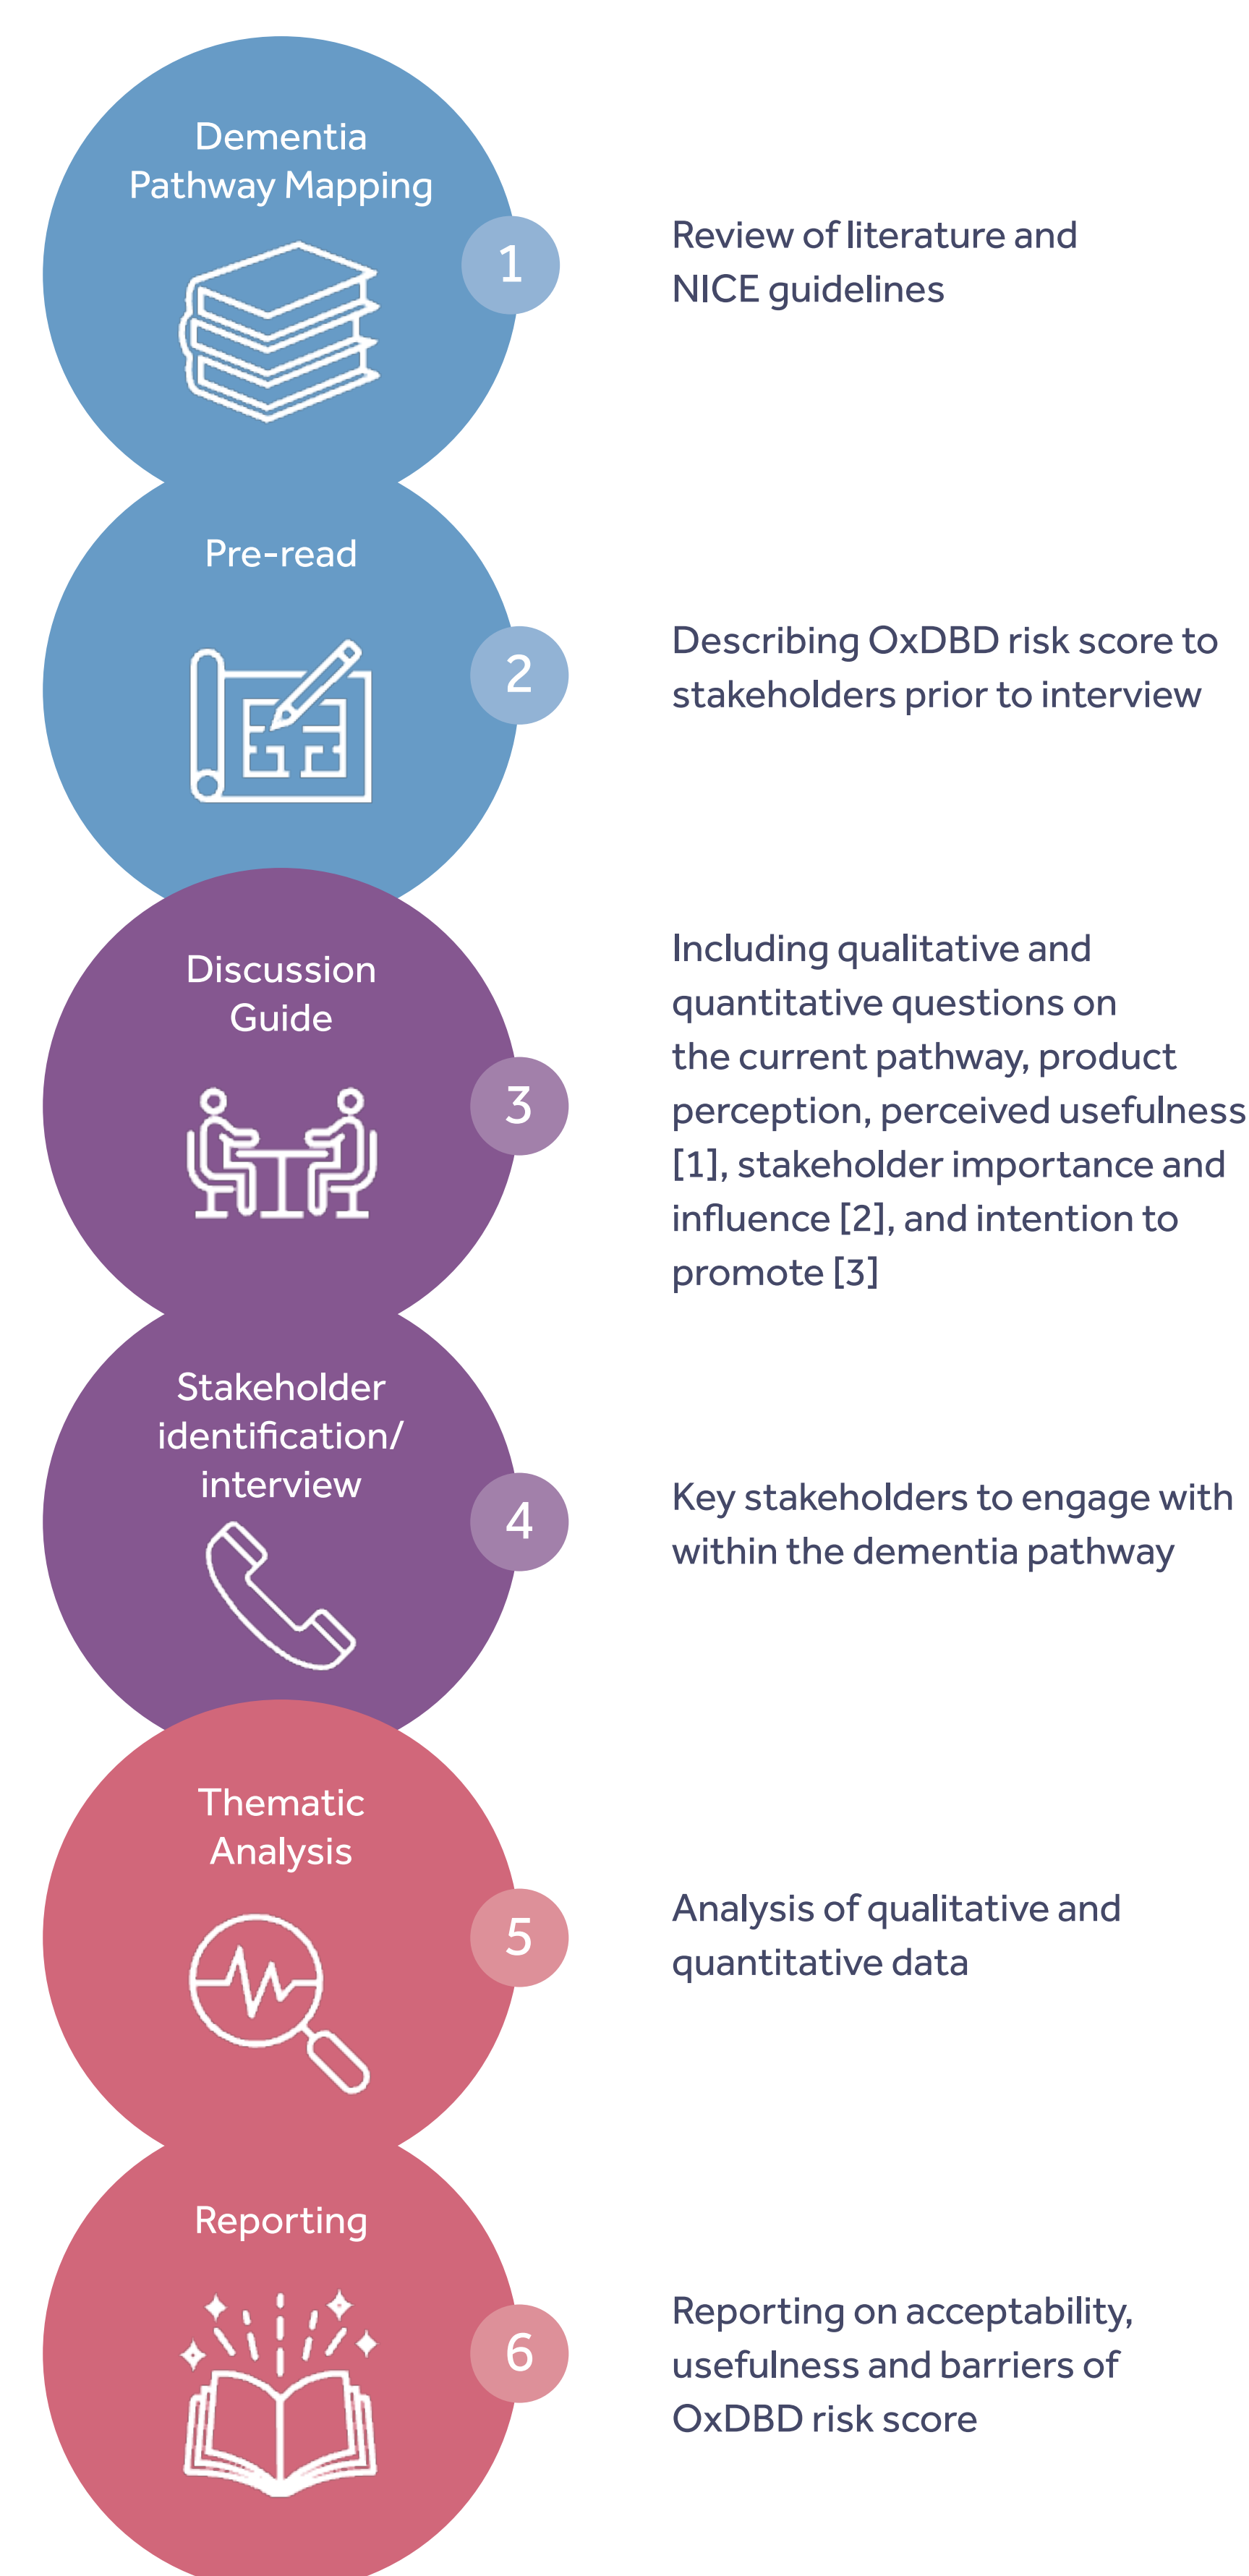 Dementia
Pathway Mapping
1
Review of literature and
NICE guidelines
Pre-read
2
Describing OxDBD risk score to
stakeholders prior to interview
Discussion
Guide
3
Including qualitative and
quantitative questions on
the current pathway, product
perception, perceived usefulness
[1], stakeholder importance and
influence [2], and intention to
promote [3]
Stakeholder
identification/
interview
4
Key stakeholders to engage with
within the dementia pathway
Thematic
Analysis
5
Analysis of qualitative and
quantitative data
Reporting
6
Reporting on acceptability,
usefulness and barriers of
OxDBD risk score